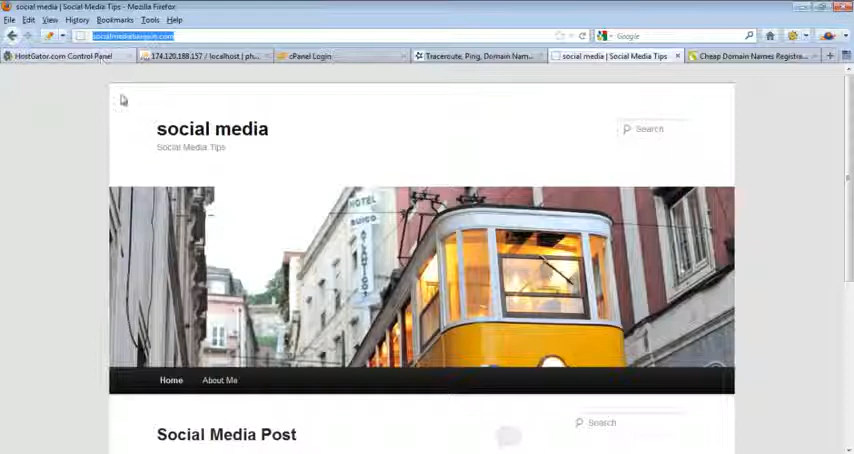 social media | Social Media Tips - Mozilla Firefox
File Edit View History Bookmarks Tools Help
Google
HostGator.com Control Panel
174.120.188.157 / localhost | ph...
cPanel Login
Traceroute, Ping, Domain Nam...
social media | Social Media Tips
Cheap Domain Names Registra...
social media
Social Media Tips
Search
HOTEL
Home About Me
Search
Social Media Post